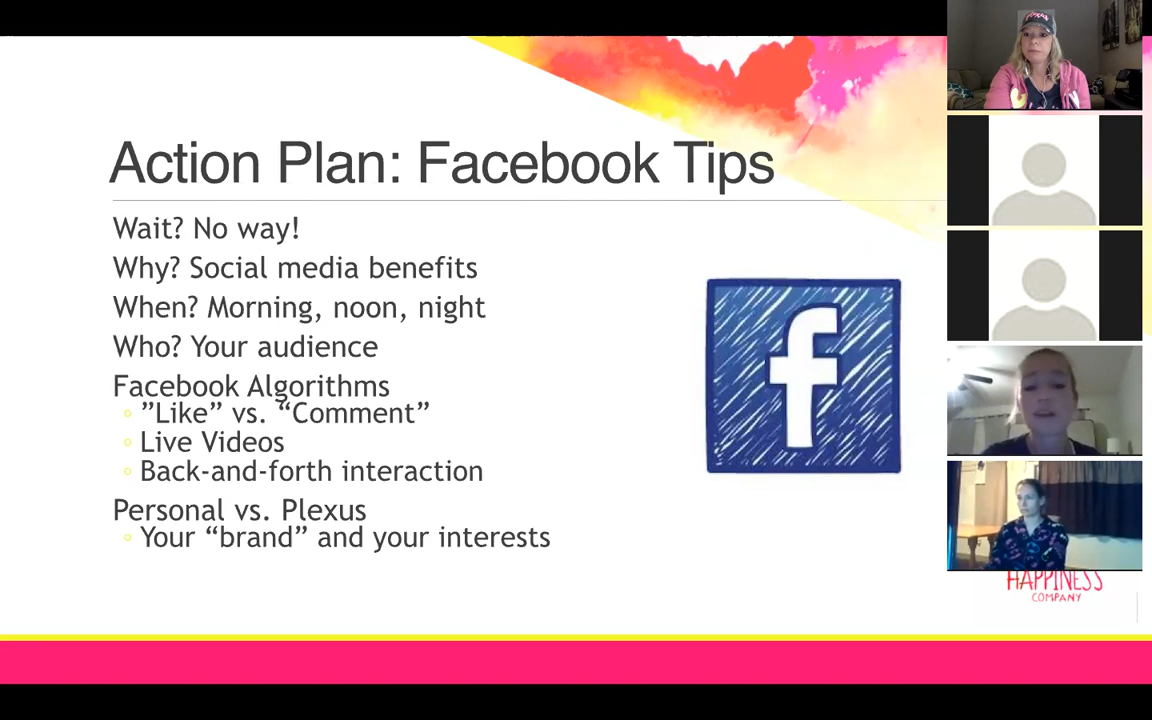 Action Plan: Facebook Tips
Wait? No way!
Why? Social media benefits
When? Morning, noon, night
Who? Your audience
Facebook Algorithms
”Like” vs. “Comment”
Live Videos
Back-and-forth interaction
Personal vs. Plexus
Your “brand” and your interests
f
HAPPINESS
COMPANY